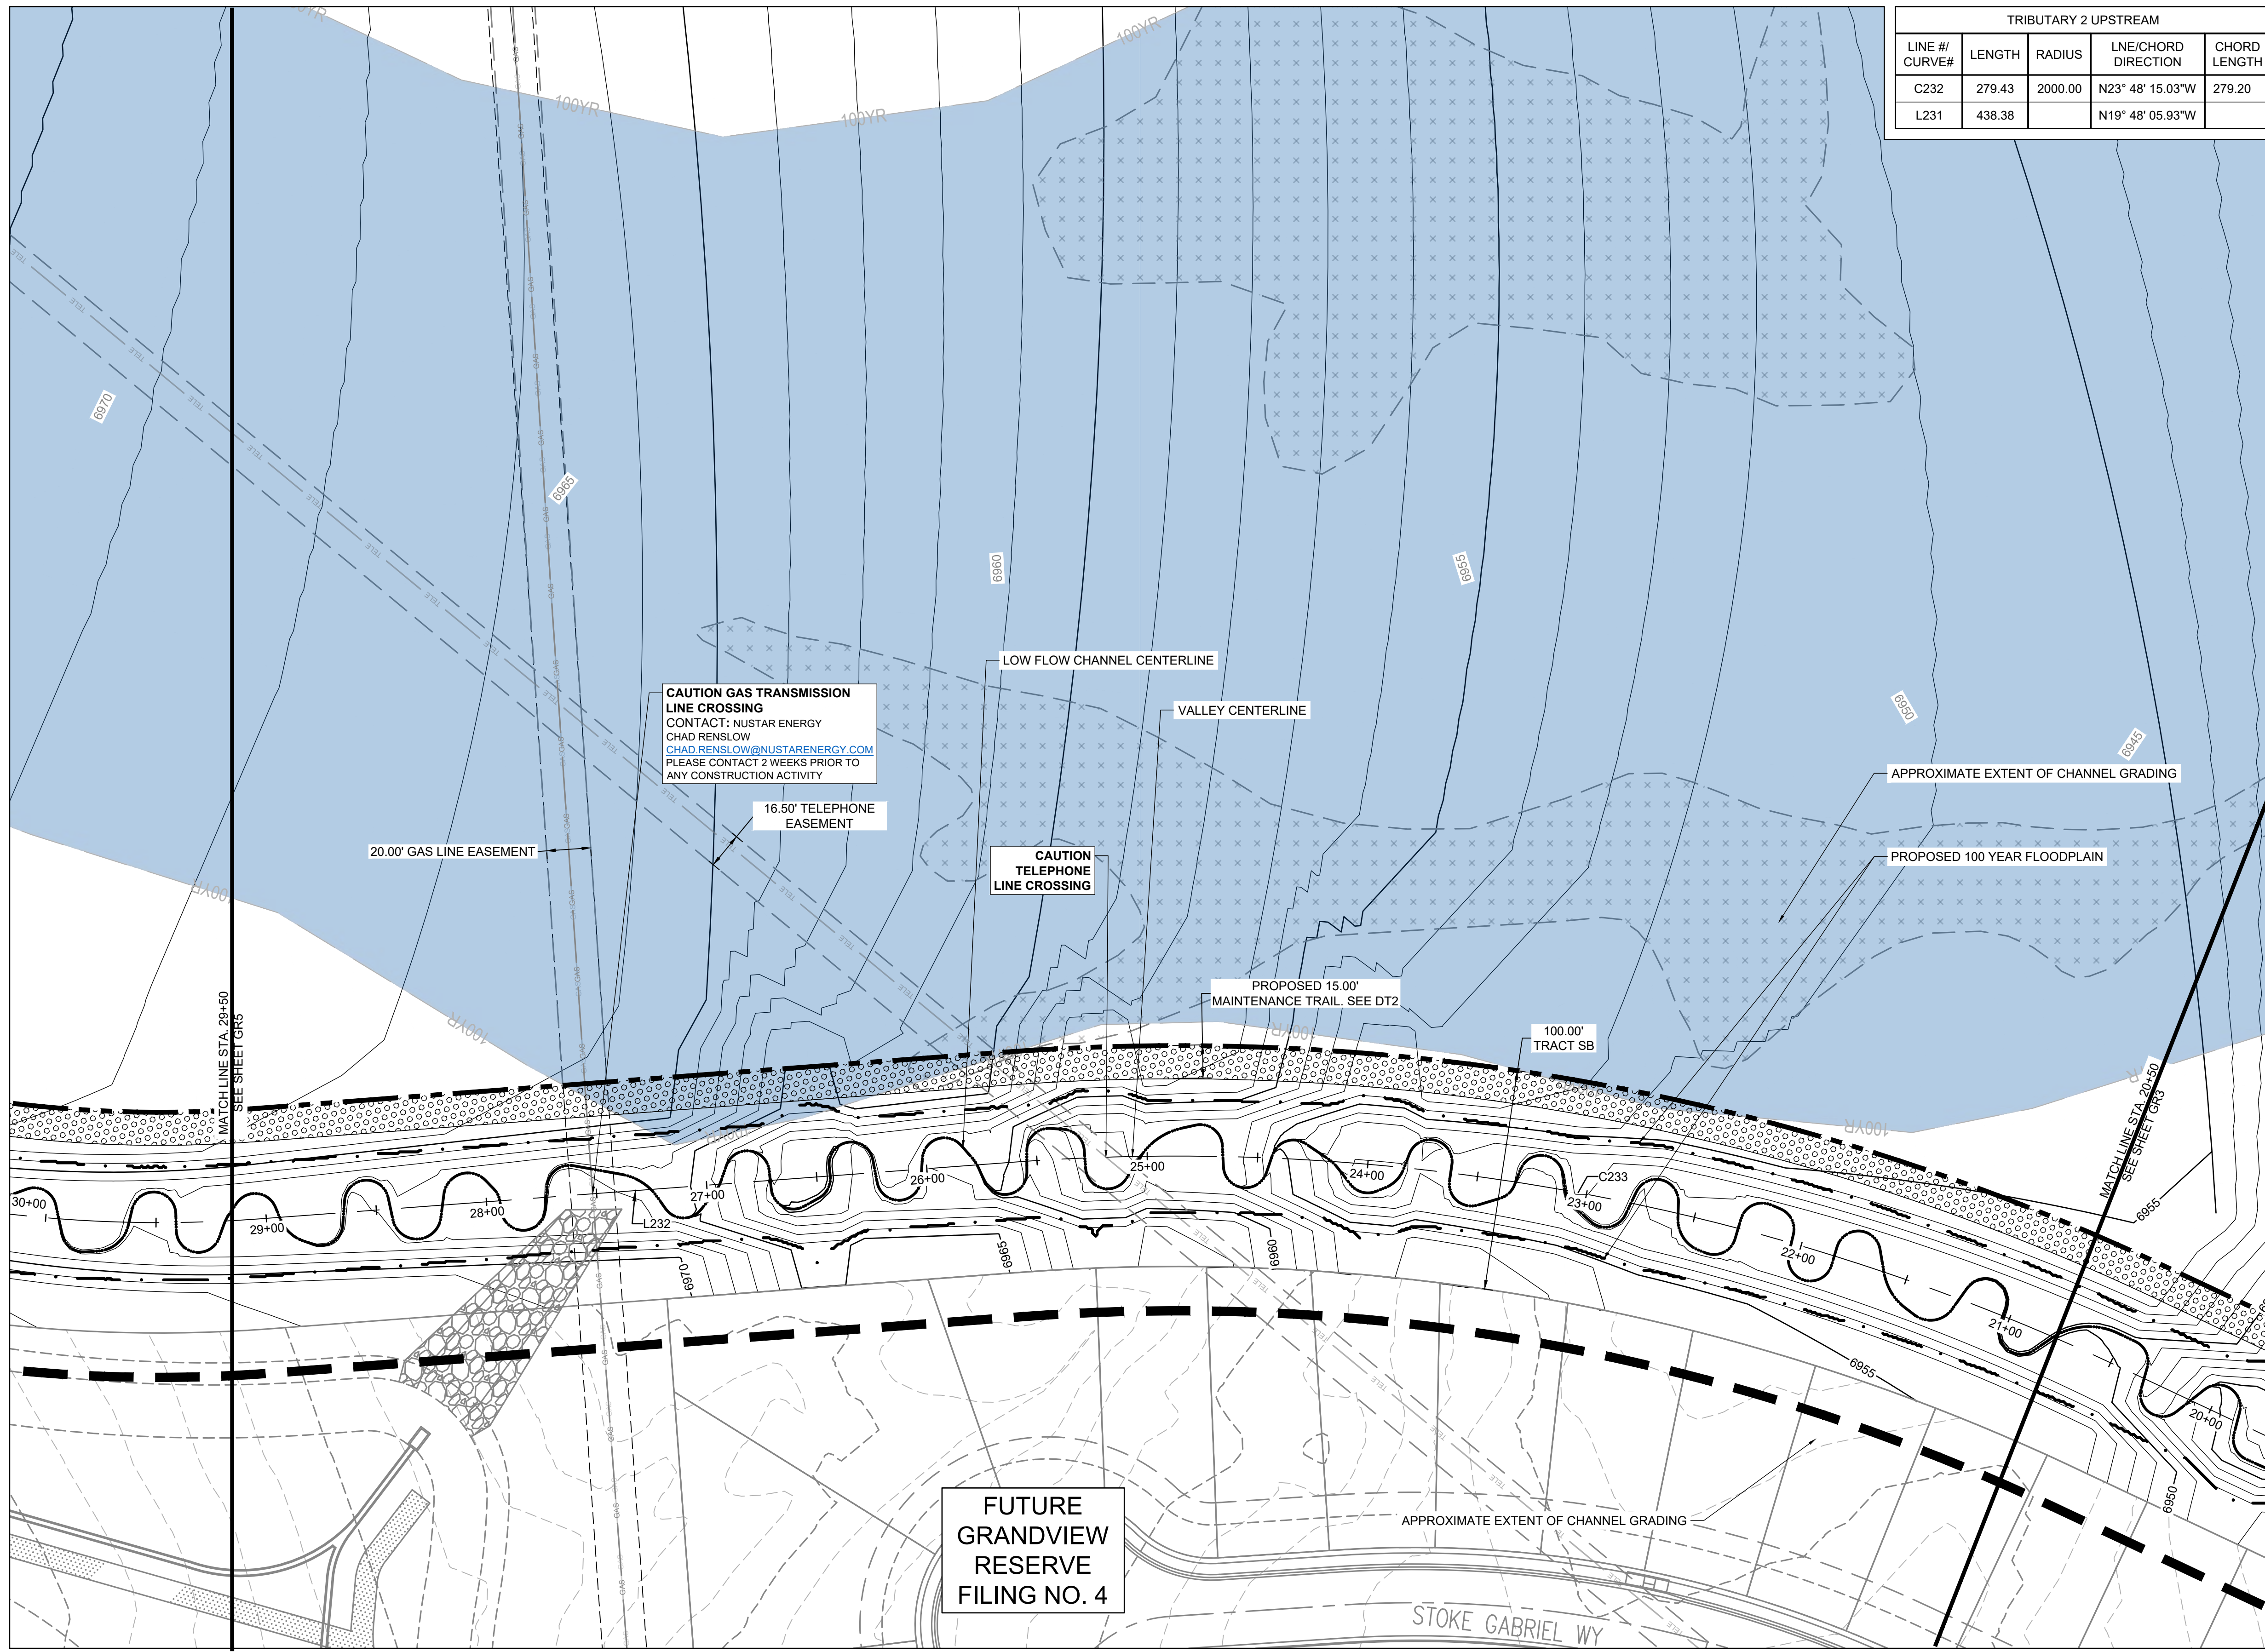 TRIBUTARY 2 UPSTREAM
LINE #/
CURVE#
LENGTH
RADIUS
LNE/CHORD
DIRECTION
CHORD
LENGTH
C232
279.43
2000.00
N23° 48' 15.03"W
279.20
L231
438.38
N19° 48' 05.93"W
100YR
100YR
100YR
100YR
6970
6965
6960
6955
6950
6945
LOW FLOW CHANNEL CENTERLINE
VALLEY CENTERLINE
CAUTION GAS TRANSMISSION
LINE CROSSING
CONTACT: NUSTAR ENERGY
CHAD RENSLOW
CHAD.RENSLOW@NUSTARENERGY.COM
PLEASE CONTACT 2 WEEKS PRIOR TO
ANY CONSTRUCTION ACTIVITY
16.50' TELEPHONE
EASEMENT
20.00' GAS LINE EASEMENT
CAUTION
TELEPHONE
LINE CROSSING
APPROXIMATE EXTENT OF CHANNEL GRADING
PROPOSED 100 YEAR FLOODPLAIN
100YR
100YR
100YR
100YR
100YR
PROPOSED 15.00'
MAINTENANCE TRAIL. SEE DT2
100.00'
TRACT SB
MATCH LINE STA. 29+50
SEE SHEET GR5
MATCH LINE STA. 20+50
SEE SHEET GR3
30+00
29+00
28+00
27+00
26+00
25+00
24+00
23+00
22+00
21+00
20+00
L232
C233
6970
6965
6960
6955
6955
6950
GAS
TELE
APPROXIMATE EXTENT OF CHANNEL GRADING
FUTURE
GRANDVIEW
RESERVE
FILING NO. 4
STOKE GABRIEL WY